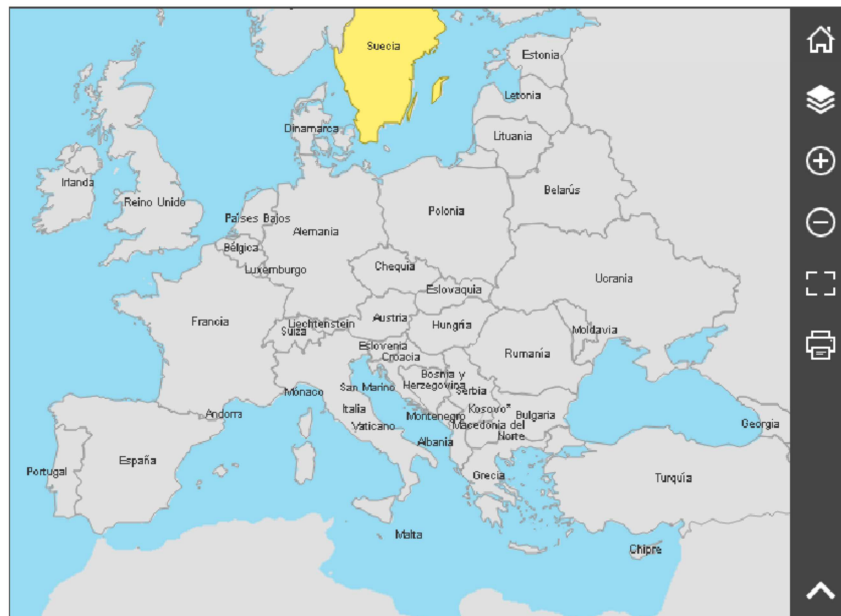 Suecia
Estonia
Letonia
Dinamarca
Lituania
Irlanda
Belarús
Reino Unido
Países Bajos
Polonia
Alemania
Bélgica
Chequia
Luxemburgo
Ucrania
Eslovaquia
Francia
Liechtenstein
Austria
Suiza
Hungría
Moldavia
Eslovenia
Croacia
Rumanía
Bosnia y
Herzegovina
Mónaco
San Marino
Serbia
Italia
Kosovo*
Andorra
Montenegro
Bulgaria
Georgia
Vaticano
Macedonia del
Norte
Albania
España
Portugal
Grecia
Turquía
Malta
Chipre